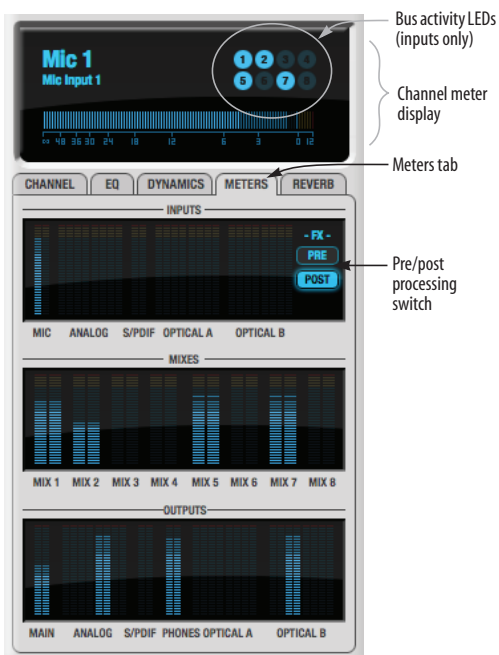 Bus activity LEDs
(inputs only)
Mic 1
Mic Input 1
1 2 3 4
5 6 7 8
Channel meter
display
∞ 48 36 30 24 18 12 6 3 0 12
Meters tab
CHANNEL EQ DYNAMICS METERS REVERB
INPUTS
- FX -
PRE
POST
Pre/post
processing
switch
MIC ANALOG S/PDIF OPTICAL A OPTICAL B
MIXES
MIX 1 MIX 2 MIX 3 MIX 4 MIX 5 MIX 6 MIX 7 MIX 8
OUTPUTS
MAIN ANALOG S/PDIF PHONES OPTICAL A OPTICAL B